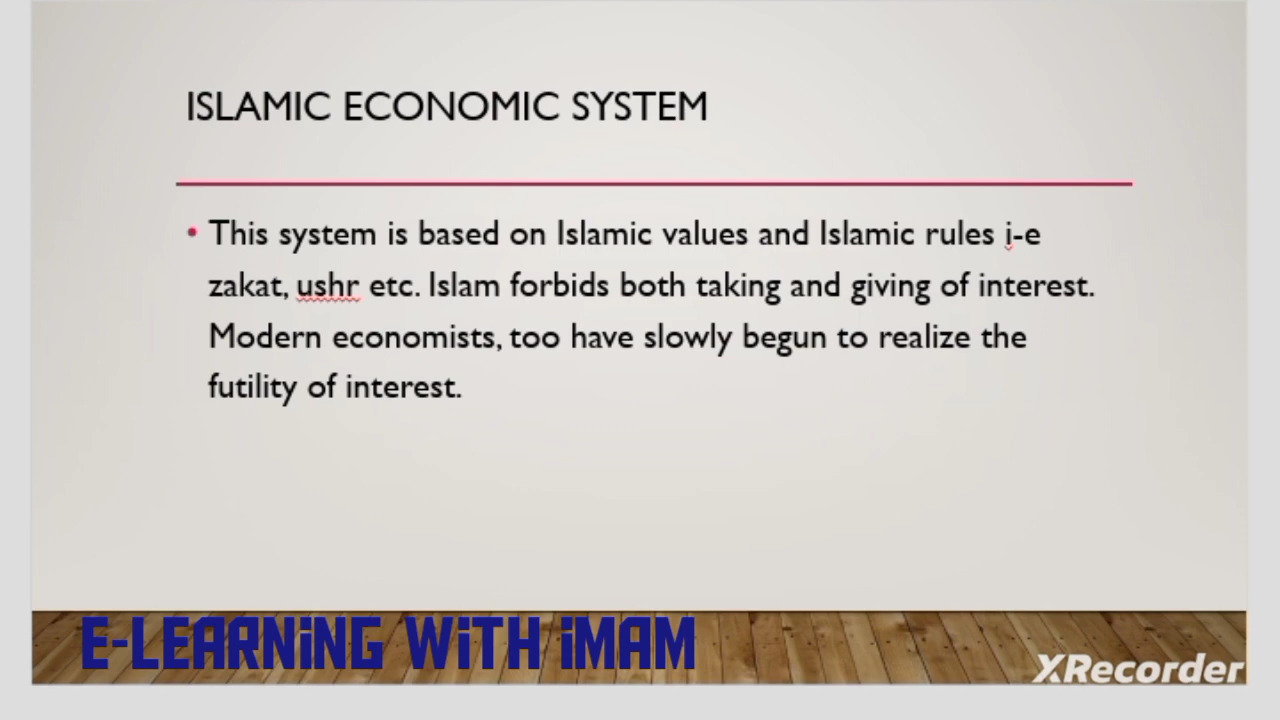 ISLAMIC ECONOMIC SYSTEM
• This system is based on Islamic values and Islamic rules i-e
zakat, ushr etc. Islam forbids both taking and giving of interest.
Modern economists, too have slowly begun to realize the
futility of interest.
E-LEARNiNG WiTH iMAM
XRecorder